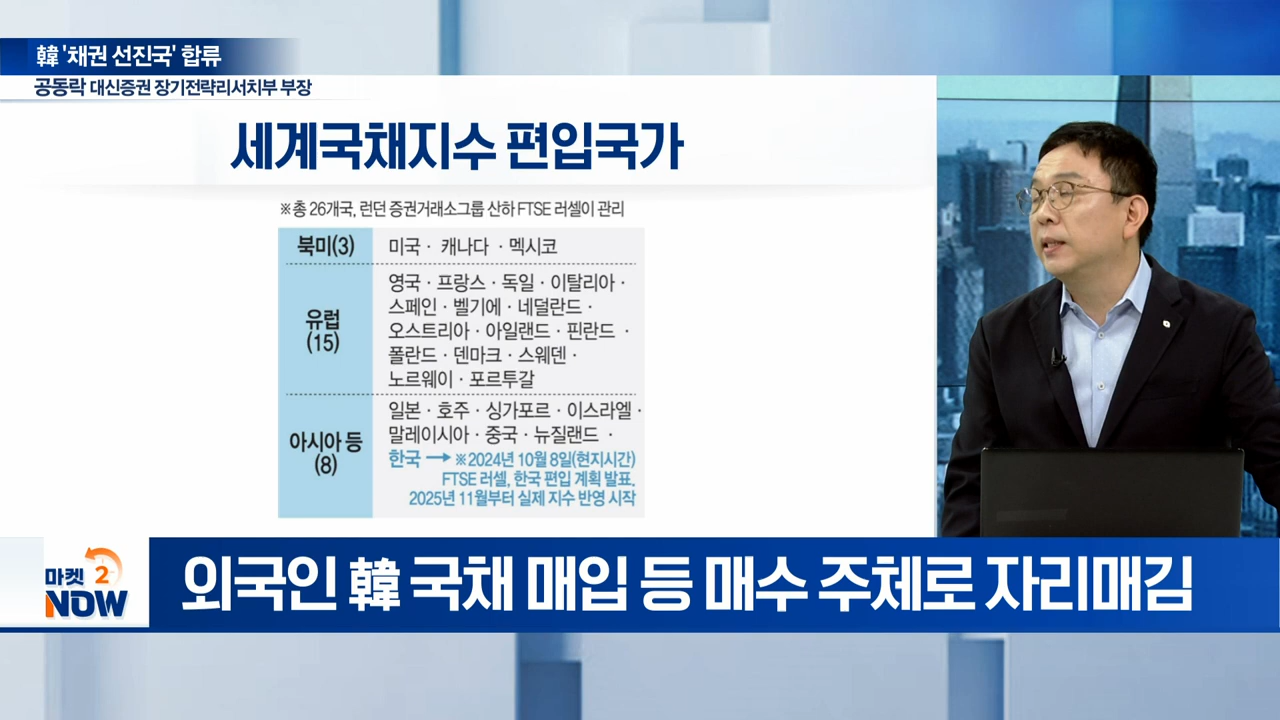 韓 '채권 선진국' 합류
공동락 대신증권 장기전략리서치부 부장
세계국채지수 편입국가
※총 26개국, 런던 증권거래소그룹 산하 FTSE 러셀이 관리
북미(3)
미국 · 캐나다 · 멕시코
유럽
(15)
영국 · 프랑스 · 독일 · 이탈리아 ·
스페인 · 벨기에 · 네덜란드 ·
오스트리아 · 아일랜드 · 핀란드 ·
폴란드 · 덴마크 · 스웨덴 ·
노르웨이 · 포르투갈
아시아 등
(8)
일본 · 호주 · 싱가포르 · 이스라엘 ·
말레이시아 · 중국 · 뉴질랜드 ·
한국 → ※2024년 10월 8일(현지시간)
FTSE 러셀, 한국 편입 계획 발표.
2025년 11월부터 실제 지수 반영 시작
마켓 2
NOW
외국인 韓 국채 매입 등 매수 주체로 자리매김